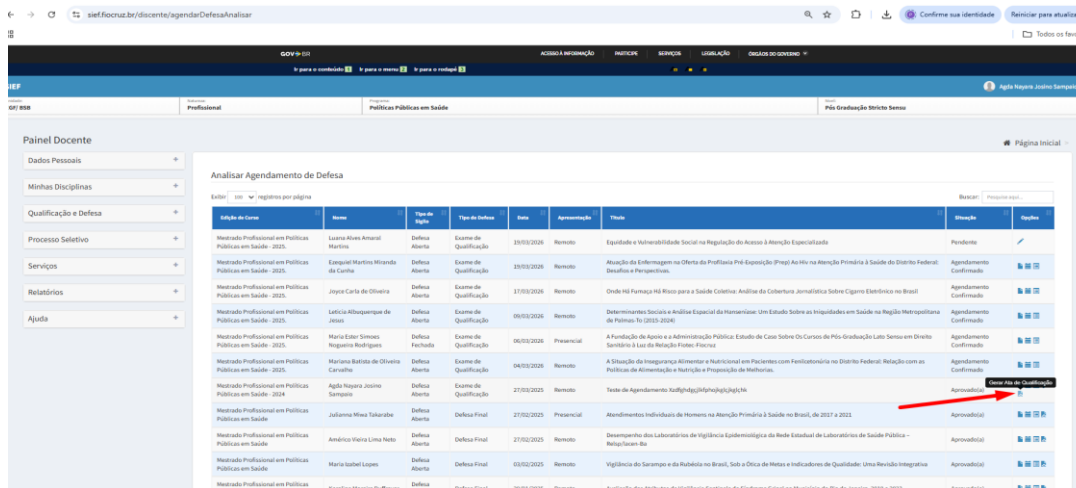 sief.fiocruz.br/discente/agendarDefesaAnalisar
Confirme sua identidade
Reiniciar para atualiza
Todos os favo
GOV BR
ACESSO À INFORMAÇÃO PARTICIPE SERVIÇOS LEGISLAÇÃO ÓRGÃOS DO GOVERNO
Ir para o conteúdo 1 Ir para o menu 2 Ir para o rodapé 3
SIEF
Agda Nayara Josino Sampaio
GF/ BSB
Profissional
Programa
Políticas Públicas em Saúde
Pós Graduação Stricto Sensu
Painel Docente
Página Inicial
Dados Pessoais +
Minhas Disciplinas +
Qualificação e Defesa +
Processo Seletivo +
Serviços +
Relatórios +
Ajuda +
Analisar Agendamento de Defesa
Exibir 100 registros por página
Buscar: Pesquise aqui...
Edição do Curso Nome Tipo de Sigilo Tipo de Defesa Data Apresentação Título Situação Opções
Mestrado Profissional em Políticas Públicas em Saúde - 2025. Luana Alves Amaral Martins Defesa Aberta Exame de Qualificação 19/03/2026 Remoto Equidade e Vulnerabilidade Social na Regulação do Acesso à Atenção Especializada Pendente
Mestrado Profissional em Políticas Públicas em Saúde - 2025. Ezequiel Martins Miranda da Cunha Defesa Aberta Exame de Qualificação 19/03/2026 Remoto Atuação da Enfermagem na Oferta da Profilaxia Pré-Exposição (Prep) Ao Hiv na Atenção Primária à Saúde do Distrito Federal: Desafios e Perspectivas. Agendamento Confirmado
Mestrado Profissional em Políticas Públicas em Saúde - 2025. Joyce Carla de Oliveira Defesa Aberta Exame de Qualificação 17/03/2026 Remoto Onde Há Fumaça Há Risco para a Saúde Coletiva: Análise da Cobertura Jornalística Sobre Cigarro Eletrônico no Brasil Agendamento Confirmado
Mestrado Profissional em Políticas Públicas em Saúde - 2025. Letícia Albuquerque de Jesus Defesa Aberta Exame de Qualificação 09/03/2026 Remoto Determinantes Sociais e Análise Espacial da Hanseníase: Um Estudo Sobre as Iniquidades em Saúde na Região Metropolitana de Palmas-To (2015-2024) Agendamento Confirmado
Mestrado Profissional em Políticas Públicas em Saúde - 2025. Maria Ester Simoes Nogueira Rodrigues Defesa Fechada Exame de Qualificação 06/03/2026 Presencial A Fundação de Apoio e a Administração Pública: Estudo de Caso Sobre Os Cursos de Pós-Graduação Lato Sensu em Direito Sanitário à Luz da Relação Fiotec-Fiocruz Agendamento Confirmado
Mestrado Profissional em Políticas Públicas em Saúde - 2025. Mariana Batista de Oliveira Carvalho Defesa Aberta Exame de Qualificação 04/03/2026 Remoto A Situação da Insegurança Alimentar e Nutricional em Pacientes com Fenilcetonúria no Distrito Federal: Relação com as Políticas de Alimentação e Nutrição e Proposição de Melhorias. Agendamento Confirmado
Mestrado Profissional em Políticas Públicas em Saúde - 2024 Agda Nayara Josino Sampaio Defesa Aberta Exame de Qualificação 27/03/2025 Remoto Teste de Agendamento Aprovado(a)
Gerar Ata de Qualificação
Mestrado Profissional em Políticas Públicas em Saúde Julianna Miwa Takarabe Defesa Aberta Defesa Final 27/02/2025 Presencial Atendimentos Individuais de Homens na Atenção Primária à Saúde no Brasil, de 2017 a 2021 Aprovado(a)
Mestrado Profissional em Políticas Públicas em Saúde Américo Vieira Lima Neto Defesa Aberta Defesa Final 27/02/2025 Remoto Desempenho dos Laboratórios de Vigilância Epidemiológica da Rede Estadual de Laboratórios de Saúde Pública – Relsp/lacen-Ba Aprovado(a)
Mestrado Profissional em Políticas Públicas em Saúde Maria Isabel Lopes Defesa Aberta Defesa Final 03/02/2025 Remoto Vigilância do Sarampo e da Rubéola no Brasil, Sob a Ótica de Metas e Indicadores de Qualidade: Uma Revisão Integrativa Aprovado(a)
Mestrado Profissional em Políticas Defesa